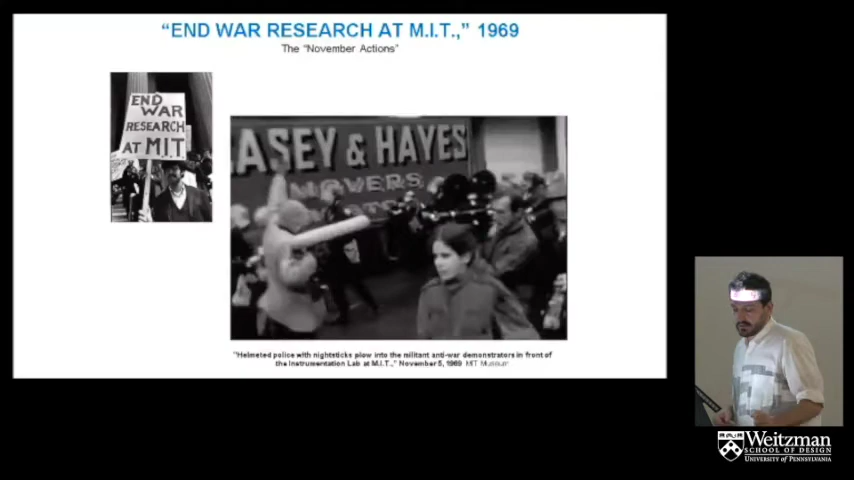 “END WAR RESEARCH AT M.I.T.,” 1969
The “November Actions”
END
WAR
RESEARCH
AT MIT
EASEY & HAYES
MOVERS
“Helmeted police with nightsticks plow into the militant anti-war demonstrators in front of
the Instrumentation Lab at M.I.T.,” November 5, 1969 MIT Museum
Weitzman
SCHOOL OF DESIGN
UNIVERSITY of PENNSYLVANIA